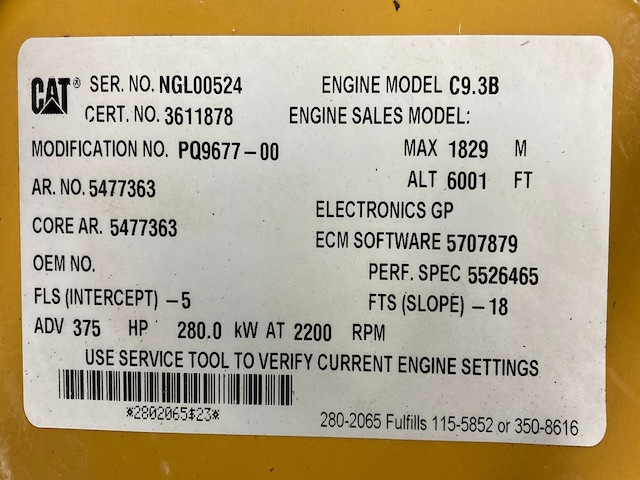 CAT® SER. NO. NGL00524 ENGINE MODEL C9.3B
CERT. NO. 3611878 ENGINE SALES MODEL:
MODIFICATION NO. PQ9677-00 MAX 1829 M
AR. NO. 5477363 ALT 6001 FT
CORE AR. 5477363 ELECTRONICS GP
ECM SOFTWARE 5707879
OEM NO. PERF. SPEC 5526465
FLS (INTERCEPT) -5 FTS (SLOPE) -18
ADV 375 HP 280.0 kW AT 2200 RPM
USE SERVICE TOOL TO VERIFY CURRENT ENGINE SETTINGS
*2802065$23*
280-2065 Fulfills 115-5852 or 350-8616